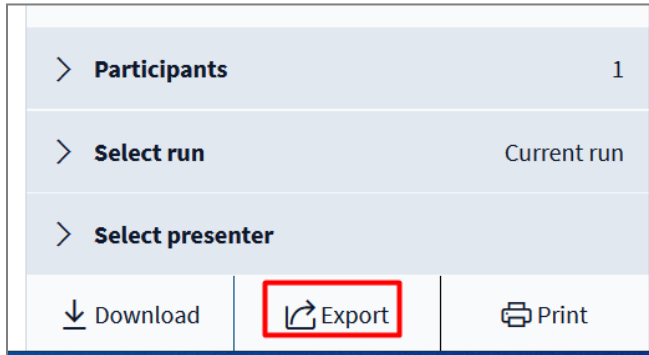 Participants 1
Select run Current run
Select presenter
Download Export Print